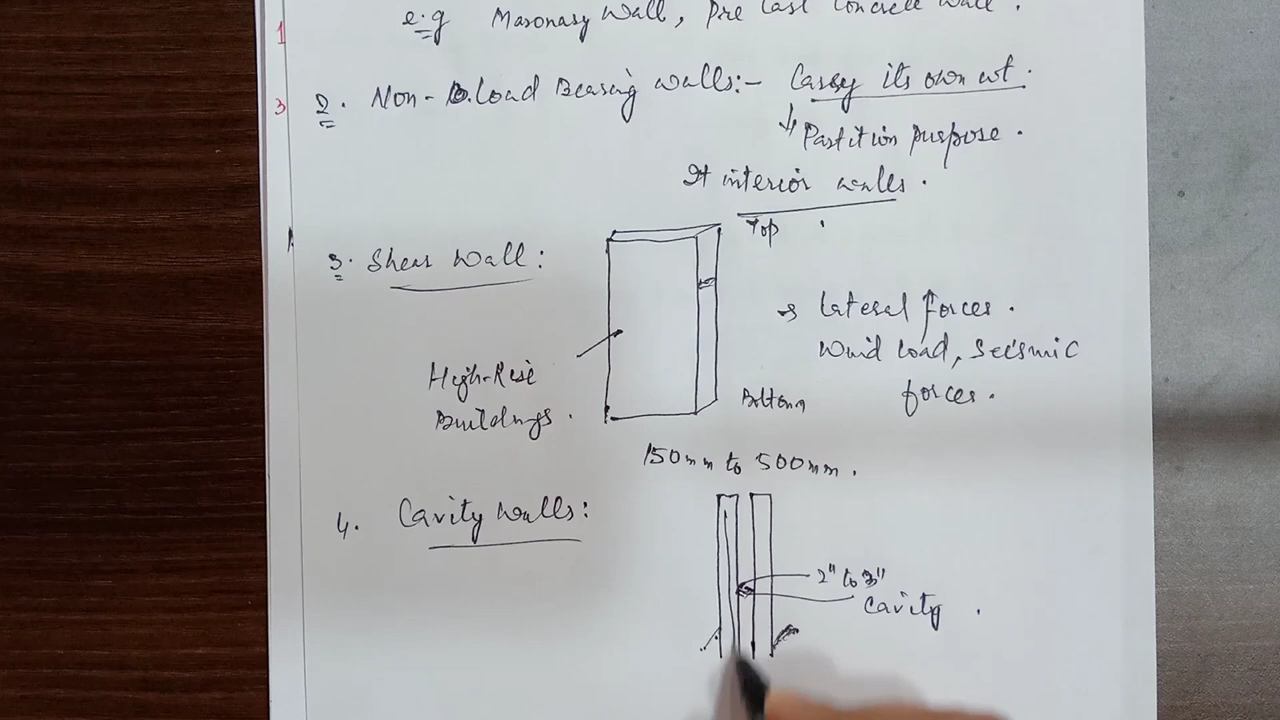 e.g Masonary Wall, Pre Cast Concrete Wall.
1
3
2. Non-Load Bearing walls:- Carry its own wt.
Partition purpose.
It interior walls.
Top
3. Shear Wall:
Lateral forces.
Wind load, Seismic
forces.
High-Rise
Buildings.
Bottom
150mm to 500mm.
4. Cavity Walls:
2" to 3"
Cavity